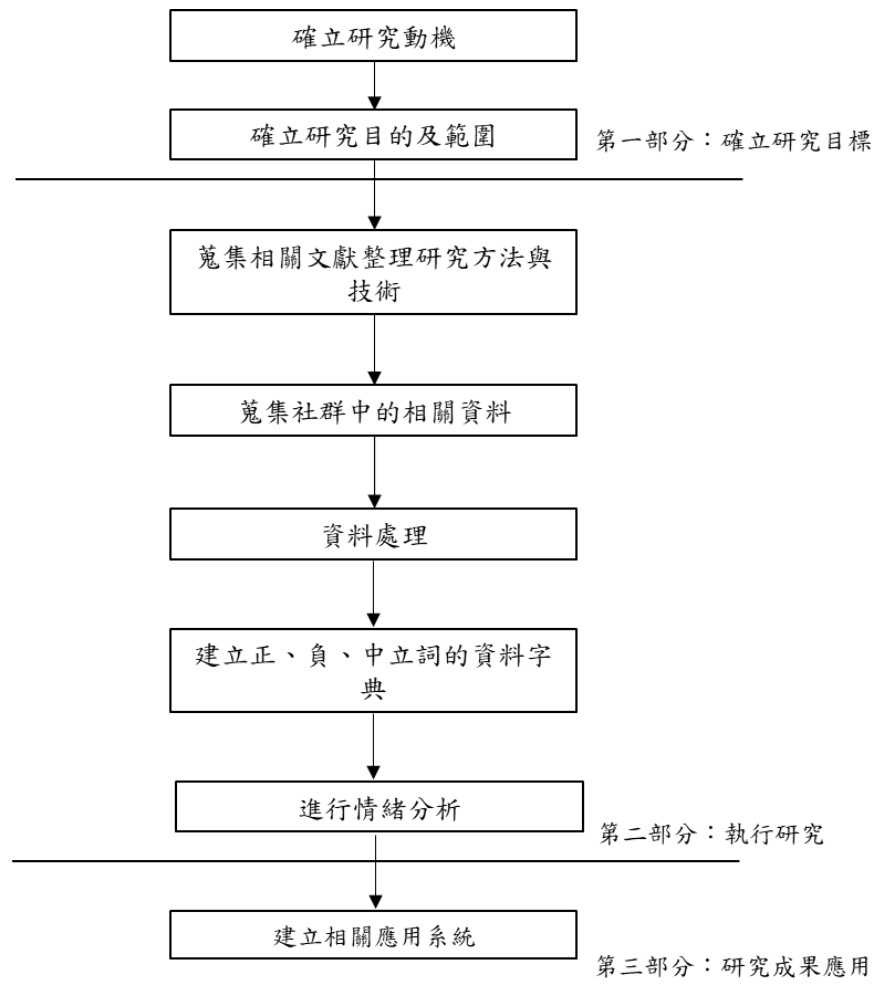 確立研究動機
確立研究目的及範圍
第一部分：確立研究目標
蒐集相關文獻整理研究方法與
技術
蒐集社群中的相關資料
資料處理
建立正、負、中立詞的資料字
典
進行情緒分析
第二部分：執行研究
建立相關應用系統
第三部分：研究成果應用